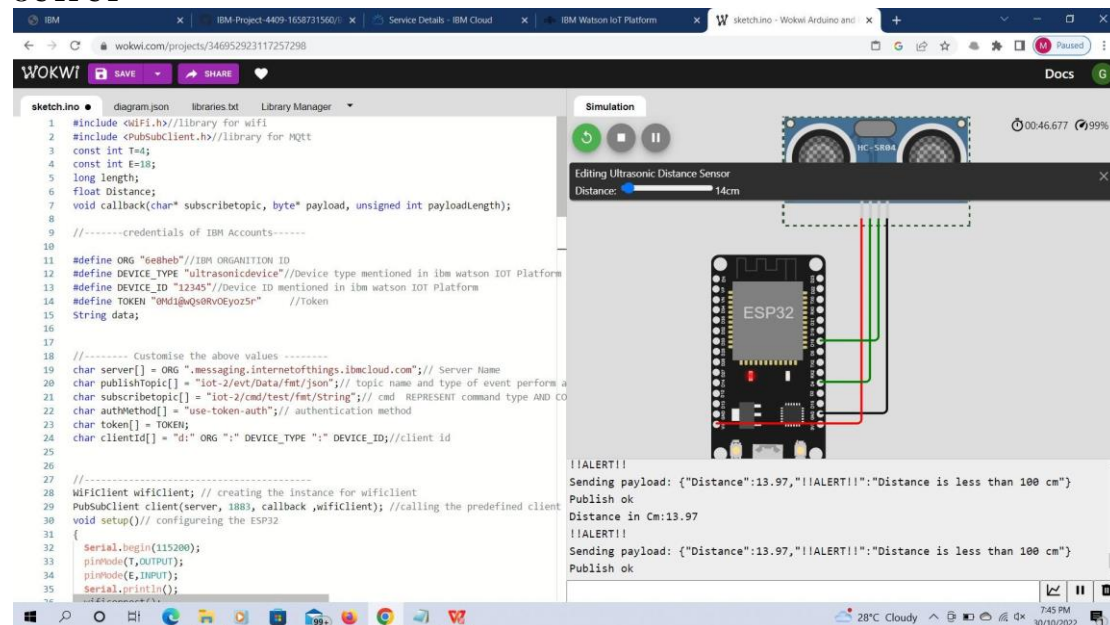 IBM
IBM-Project-4409-1658731560/
Service Details - IBM Cloud
IBM Watson IoT Platform
sketch.ino - Wokwi Arduino and
wokwi.com/projects/346952923117257298
M Paused
WOKWI
SAVE
SHARE
Docs
G
sketch.ino
diagram.json
libraries.txt
Library Manager
1 #include <WiFi.h>//library for wifi
2 #include <PubSubClient.h>//library for MQtt
3 const int T=4;
4 const int E=18;
5 long length;
6 float Distance;
7 void callback(char* subscribetopic, byte* payload, unsigned int payloadLength);
8
9 //-------credentials of IBM Accounts------
10
11 #define ORG "6e8heb"//IBM ORGANITION ID
12 #define DEVICE_TYPE "ultrasonicdevice"//Device type mentioned in ibm watson IOT Platform
13 #define DEVICE_ID "12345"//Device ID mentioned in ibm watson IOT Platform
14 #define TOKEN "0Md1@wQs0RvOEyoz5r" //Token
15 String data;
16
17
18 //-------- Customise the above values --------
19 char server[] = ORG ".messaging.internetofthings.ibmcloud.com";// Server Name
20 char publishTopic[] = "iot-2/evt/Data/fmt/json";// topic name and type of event perform a
21 char subscribetopic[] = "iot-2/cmd/test/fmt/String";// cmd REPRESENT command type AND CO
22 char authMethod[] = "use-token-auth";// authentication method
23 char token[] = TOKEN;
24 char clientId[] = "d:" ORG ":" DEVICE_TYPE ":" DEVICE_ID;//client id
25
26
27 //-----------------------------------------
28 WiFiClient wifiClient; // creating the instance for wificlient
29 PubSubClient client(server, 1883, callback ,wifiClient); //calling the predefined client
30 void setup()// configureing the ESP32
31 {
32 Serial.begin(115200);
33 pinMode(T,OUTPUT);
34 pinMode(E,INPUT);
35 Serial.println();
Simulation
00:46.677 99%
HC-SR04
Editing Ultrasonic Distance Sensor
Distance: 14cm
ESP32
!!ALERT!!
Sending payload: {"Distance":13.97,"!!ALERT!!":"Distance is less than 100 cm"}
Publish ok
Distance in Cm:13.97
!!ALERT!!
Sending payload: {"Distance":13.97,"!!ALERT!!":"Distance is less than 100 cm"}
Publish ok
99+
28°C Cloudy
7:45 PM
30/10/2022